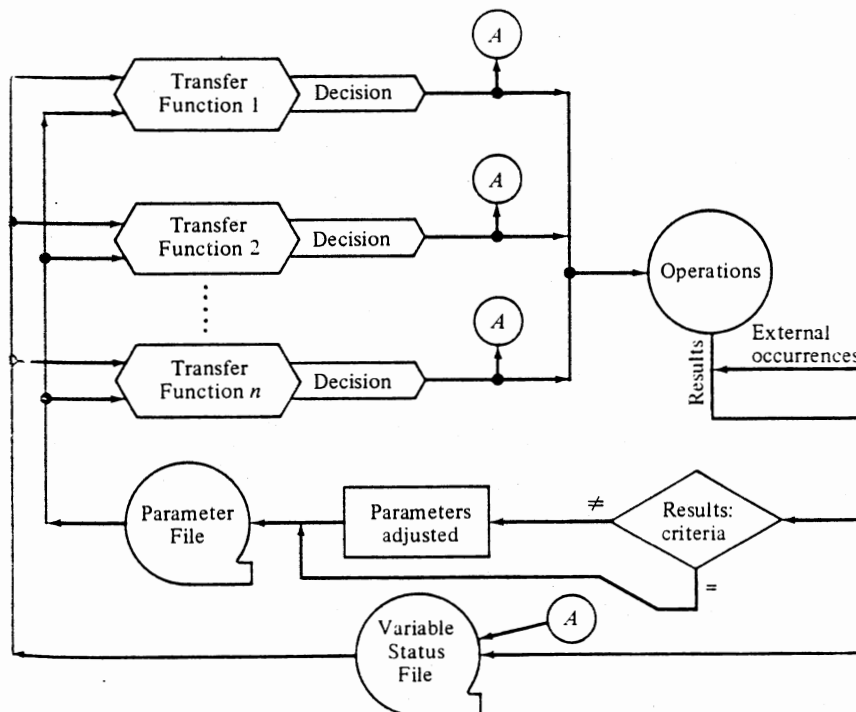 A
Transfer
Function 1
Decision
A
Transfer
Function 2
Decision
Operations
A
External
occurrences
Results
Transfer
Function n
Decision
Parameter
File
Parameters
adjusted
≠
Results:
criteria
=
A
Variable
Status
File